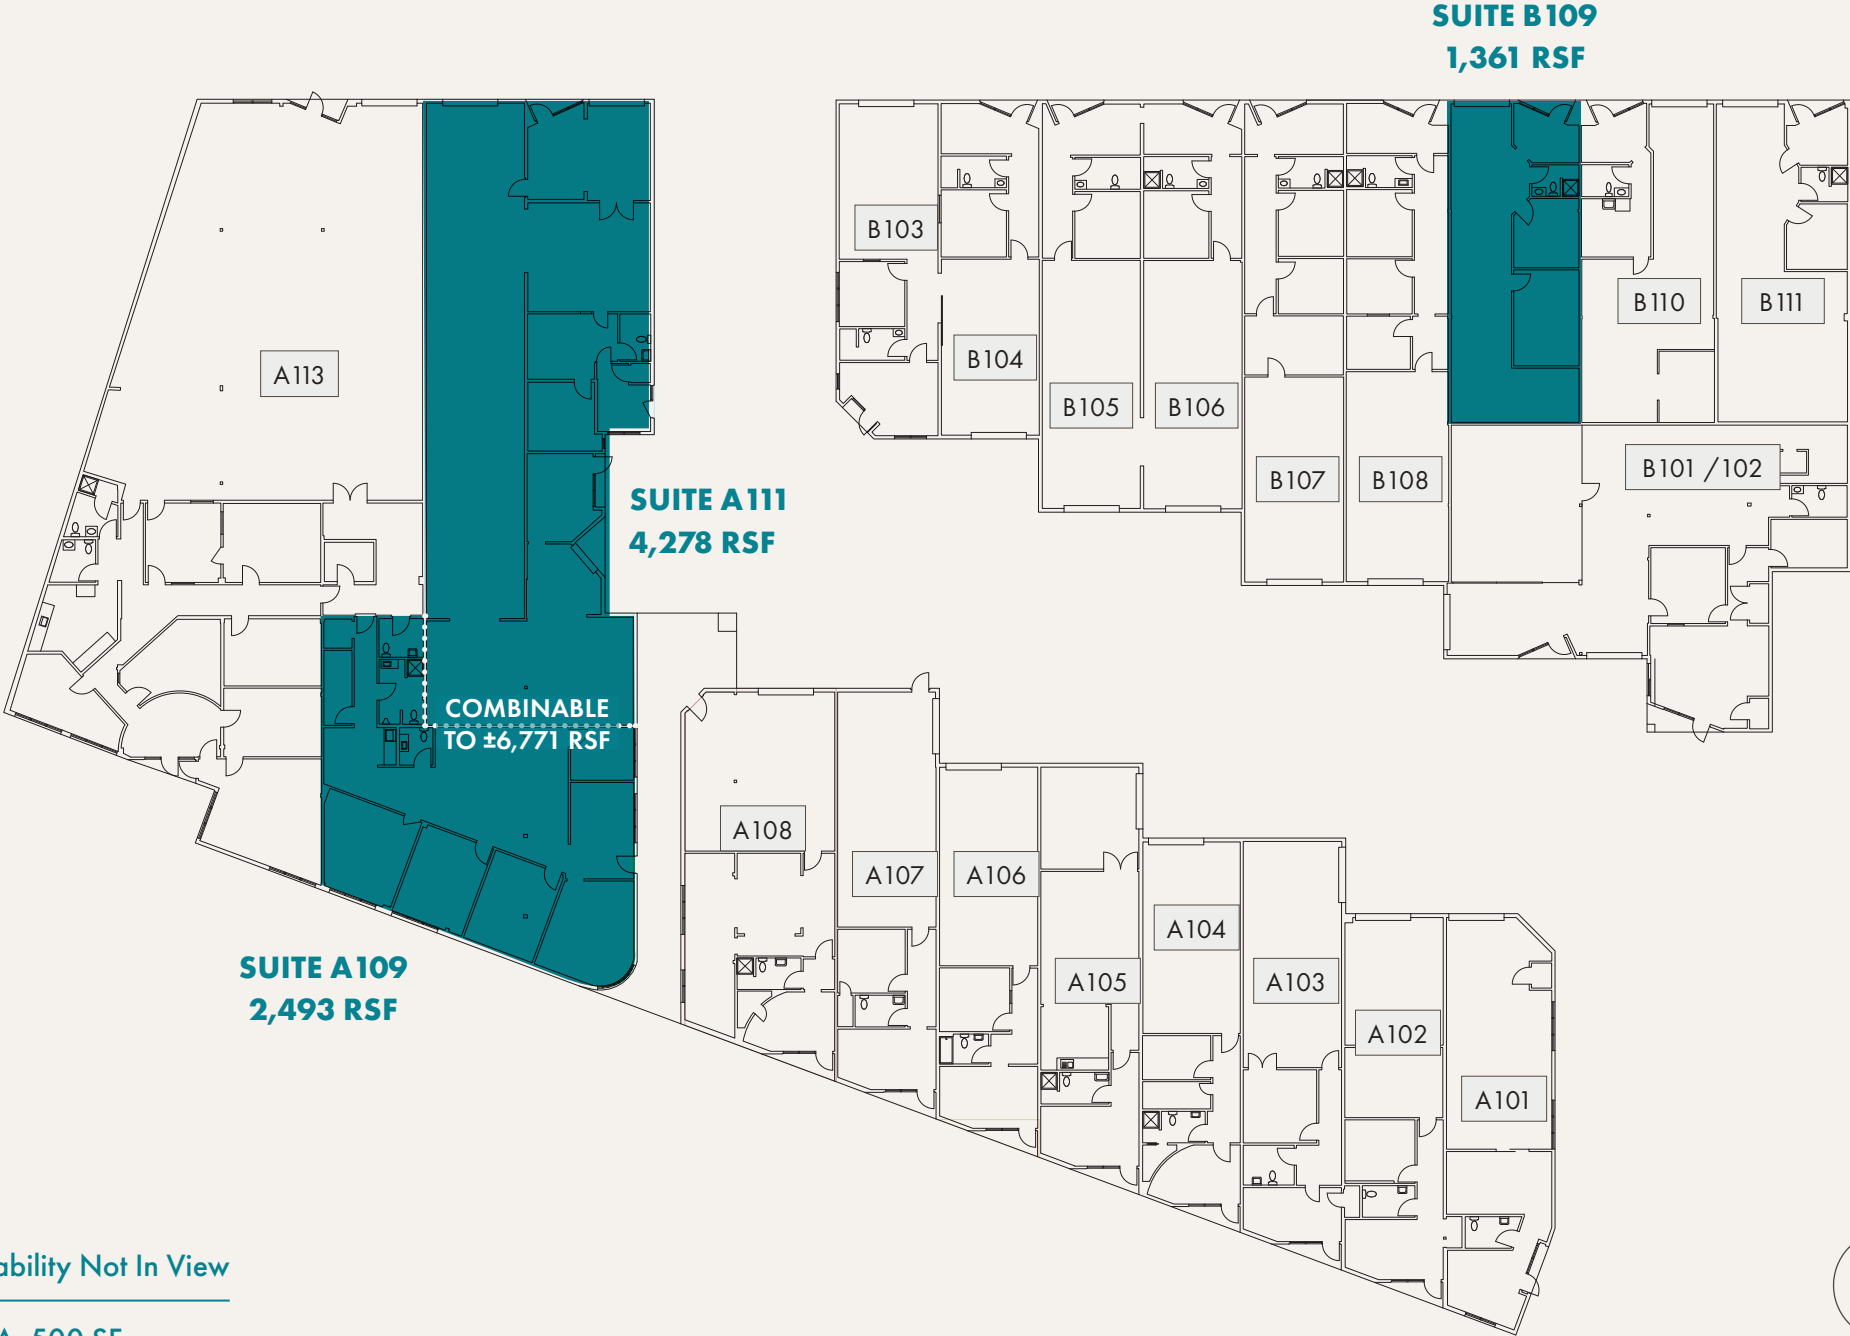 SUITE B109
1,361 RSF
B103
B104
B105
B106
B107
B108
B110
B111
B101 /102
A113
SUITE A111
4,278 RSF
COMBINABLE
TO ±6,771 RSF
SUITE A109
2,493 RSF
A108
A107
A106
A105
A104
A103
A102
A101
Not In View
500 SF